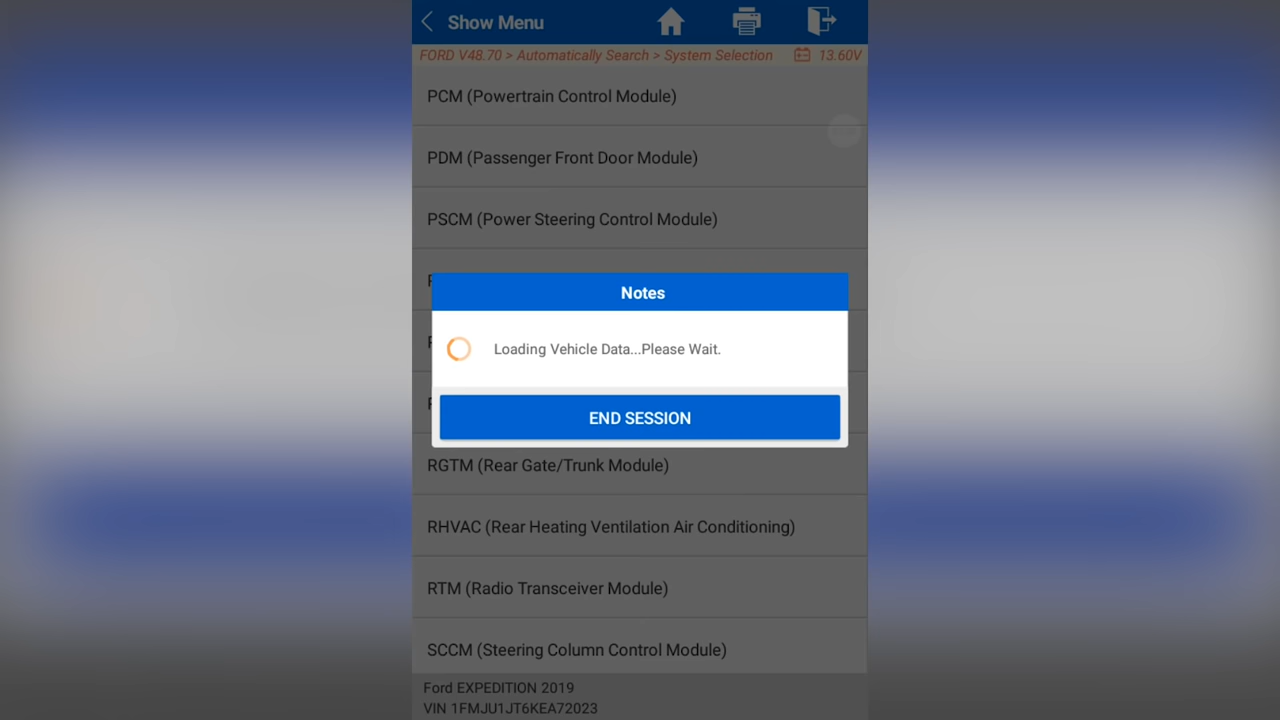 Show Menu
FORD V48.70 > Automatically Search > System Selection 13.60V
PCM (Powertrain Control Module)
PDM (Passenger Front Door Module)
PSCM (Power Steering Control Module)
Notes
Loading Vehicle Data...Please Wait.
END SESSION
RGTM (Rear Gate/Trunk Module)
RHVAC (Rear Heating Ventilation Air Conditioning)
RTM (Radio Transceiver Module)
SCCM (Steering Column Control Module)
Ford EXPEDITION 2019
VIN 1FMJU1JT6KEA72023